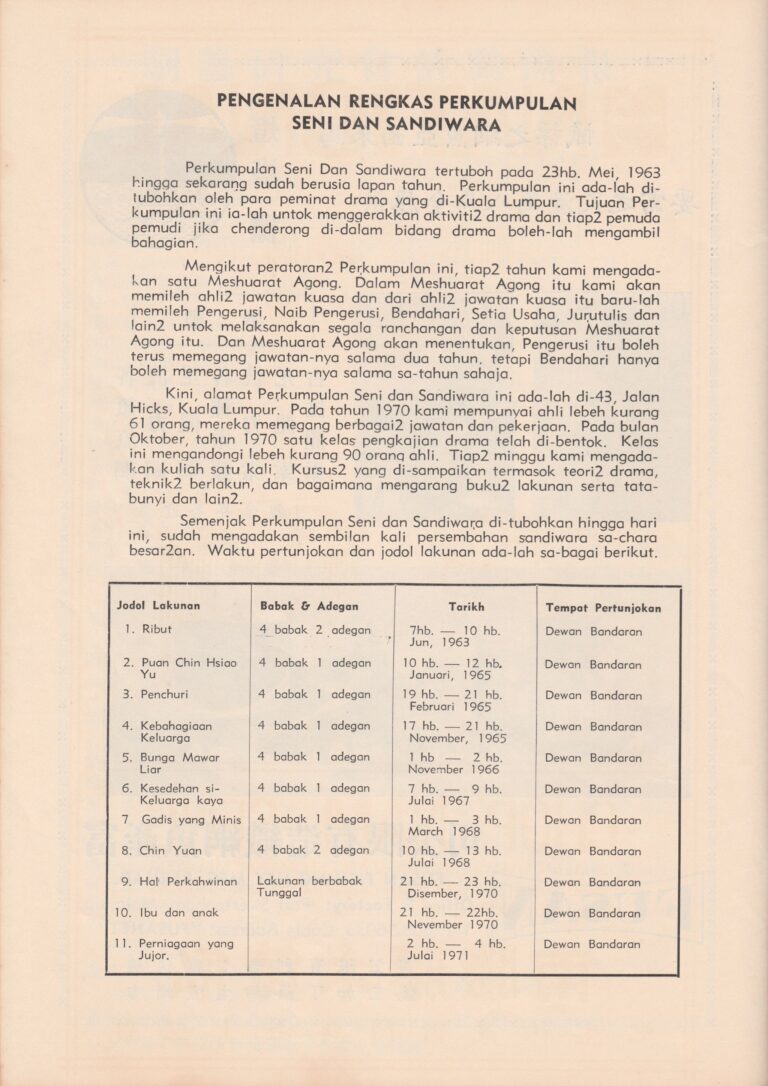 PENGENALAN RENGKAS PERKUMPULAN
SENI DAN SANDIWARA
Perkumpulan Seni Dan Sandiwara tertuboh pada 23hb. Mei, 1963
hingga sekarang sudah berusia lapan tahun. Perkumpulan ini ada-lah di-
tubohkan oleh para peminat drama yang di-Kuala Lumpur. Tujuan Per-
kumpulan ini ia-lah untok menggerakkan aktiviti2 drama dan tiap2 pemuda
pemudi jika chenderong di-dalam bidang drama boleh-lah mengambil
bahagian.
Mengikut peratoran2 Perkumpulan ini, tiap2 tahun kami mengada-
kan satu Meshuarat Agong. Dalam Meshuarat Agong itu kami akan
memileh ahli2 jawatan kuasa dan dari ahli2 jawatan kuasa itu baru-lah
memileh Pengerusi, Naib Pengerusi, Bendahari, Setia Usaha, Jurutulis dan
lain2 untok melaksanakan segala ranchangan dan keputusan Meshuarat
Agong itu. Dan Meshuarat Agong akan menentukan, Pengerusi itu boleh
terus memegang jawatan-nya salama dua tahun, tetapi Bendahari hanya
boleh memegang jawatan-nya salama sa-tahun sahaja.
Kini, alamat Perkumpulan Seni dan Sandiwara ini ada-lah di-43, Jalan
Hicks, Kuala Lumpur. Pada tahun 1970 kami mempunyai ahli lebeh kurang
61 orang, mereka memegang berbagai2 jawatan dan pekerjaan. Pada bulan
Oktober, tahun 1970 satu kelas pengkajian drama telah di-bentok. Kelas
ini mengandongi lebeh kurang 90 orang ahli. Tiap2 minggu kami mengada-
kan kuliah satu kali. Kursus2 yang di-sampaikan termasok teori2 drama,
teknik2 berlakun, dan bagaimana mengarang buku2 lakunan serta tata-
bunyi dan lain2.
Semenjak Perkumpulan Seni dan Sandiwara di-tubohkan hingga hari
ini, sudah mengadakan sembilan kali persembahan sandiwara sa-chara
besar2an. Waktu pertunjokan dan jodol lakunan ada-lah sa-bagai berikut.
Jodol Lakunan Babak & Adegan Tarikh Tempat Pertunjokan
1. Ribut 4 babak 2 adegan 7hb. — 10 hb. Dewan Bandaran
Jun, 1963
2. Puan Chin Hsiao 4 babak 1 adegan 10 hb. — 12 hb. Dewan Bandaran
Yu Januari, 1965
3. Penchuri 4 babak 1 adegan 19 hb. — 21 hb. Dewan Bandaran
Februari 1965
4. Kebahagiaan 4 babak 1 adegan 17 hb. — 21 hb. Dewan Bandaran
Keluarga November, 1965
5. Bunga Mawar 4 babak 1 adegan 1 hb — 2 hb. Dewan Bandaran
Liar November 1966
6. Kesedehan si- 4 babak 1 adegan 7 hb. — 9 hb. Dewan Bandaran
Keluarga kaya Julai 1967
7 Gadis yang Minis 4 babak 1 adegan 1 hb. — 3 hb. Dewan Bandaran
March 1968
8. Chin Yuan 4 babak 2 adegan 10 hb. — 13 hb. Dewan Bandaran
Julai 1968
9. Hal Perkahwinan Lakunan berbabak 21 hb. — 23 hb. Dewan Bandaran
Tunggal Disember, 1970
10. Ibu dan anak 21 hb. — 22hb. Dewan Bandaran
Nevember 1970
11. Perniagaan yang 2 hb. — 4 hb. Dewan Bandaran
Jujor. Julai 1971